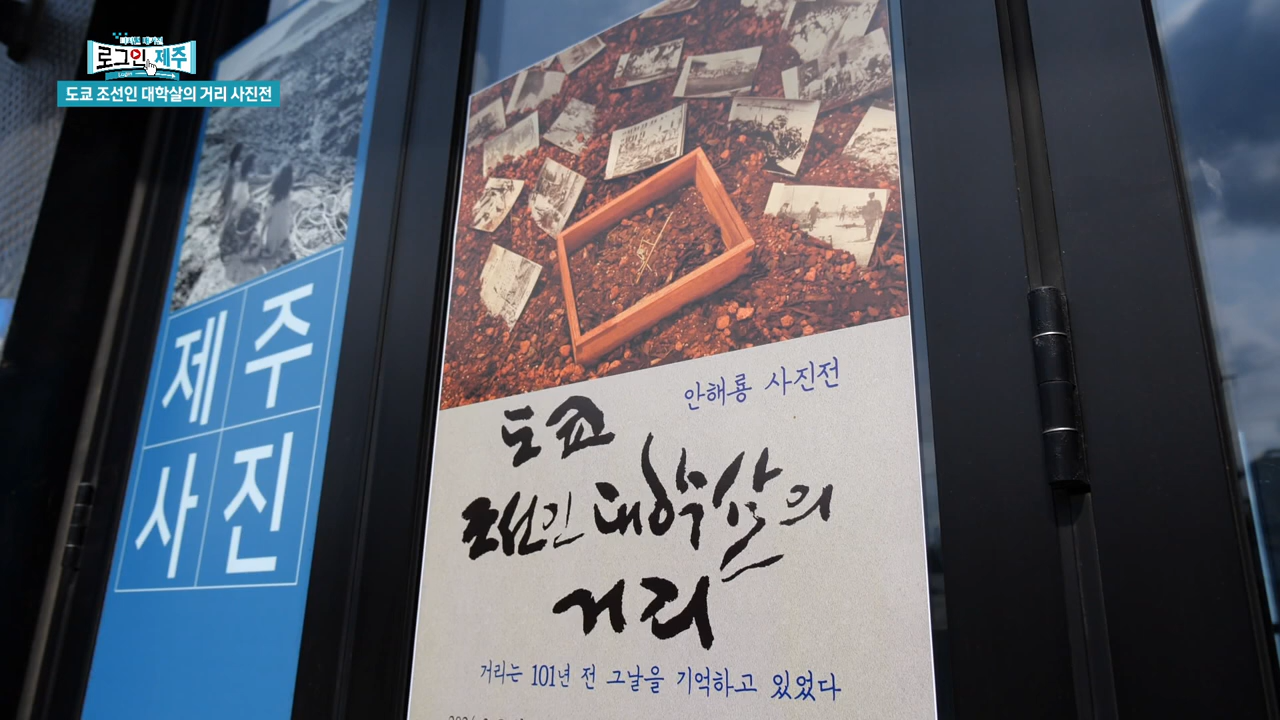 로그인 제주
도쿄 조선인 대학살의 거리 사진전
제주
사진
안해룡 사진전
도쿄
조선인 대학살의
거리
거리는 101년 전 그날을 기억하고 있었다